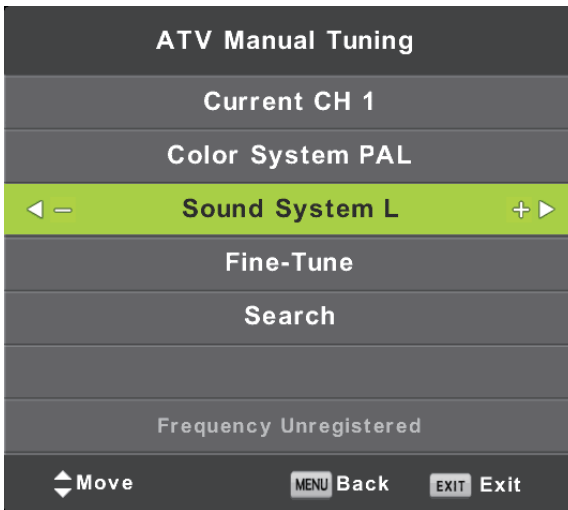 ATV Manual Tuning
Current CH 1
Color System PAL
Sound System L
Fine-Tune
Search
Frequency Unregistered
Move MENU Back EXIT Exit